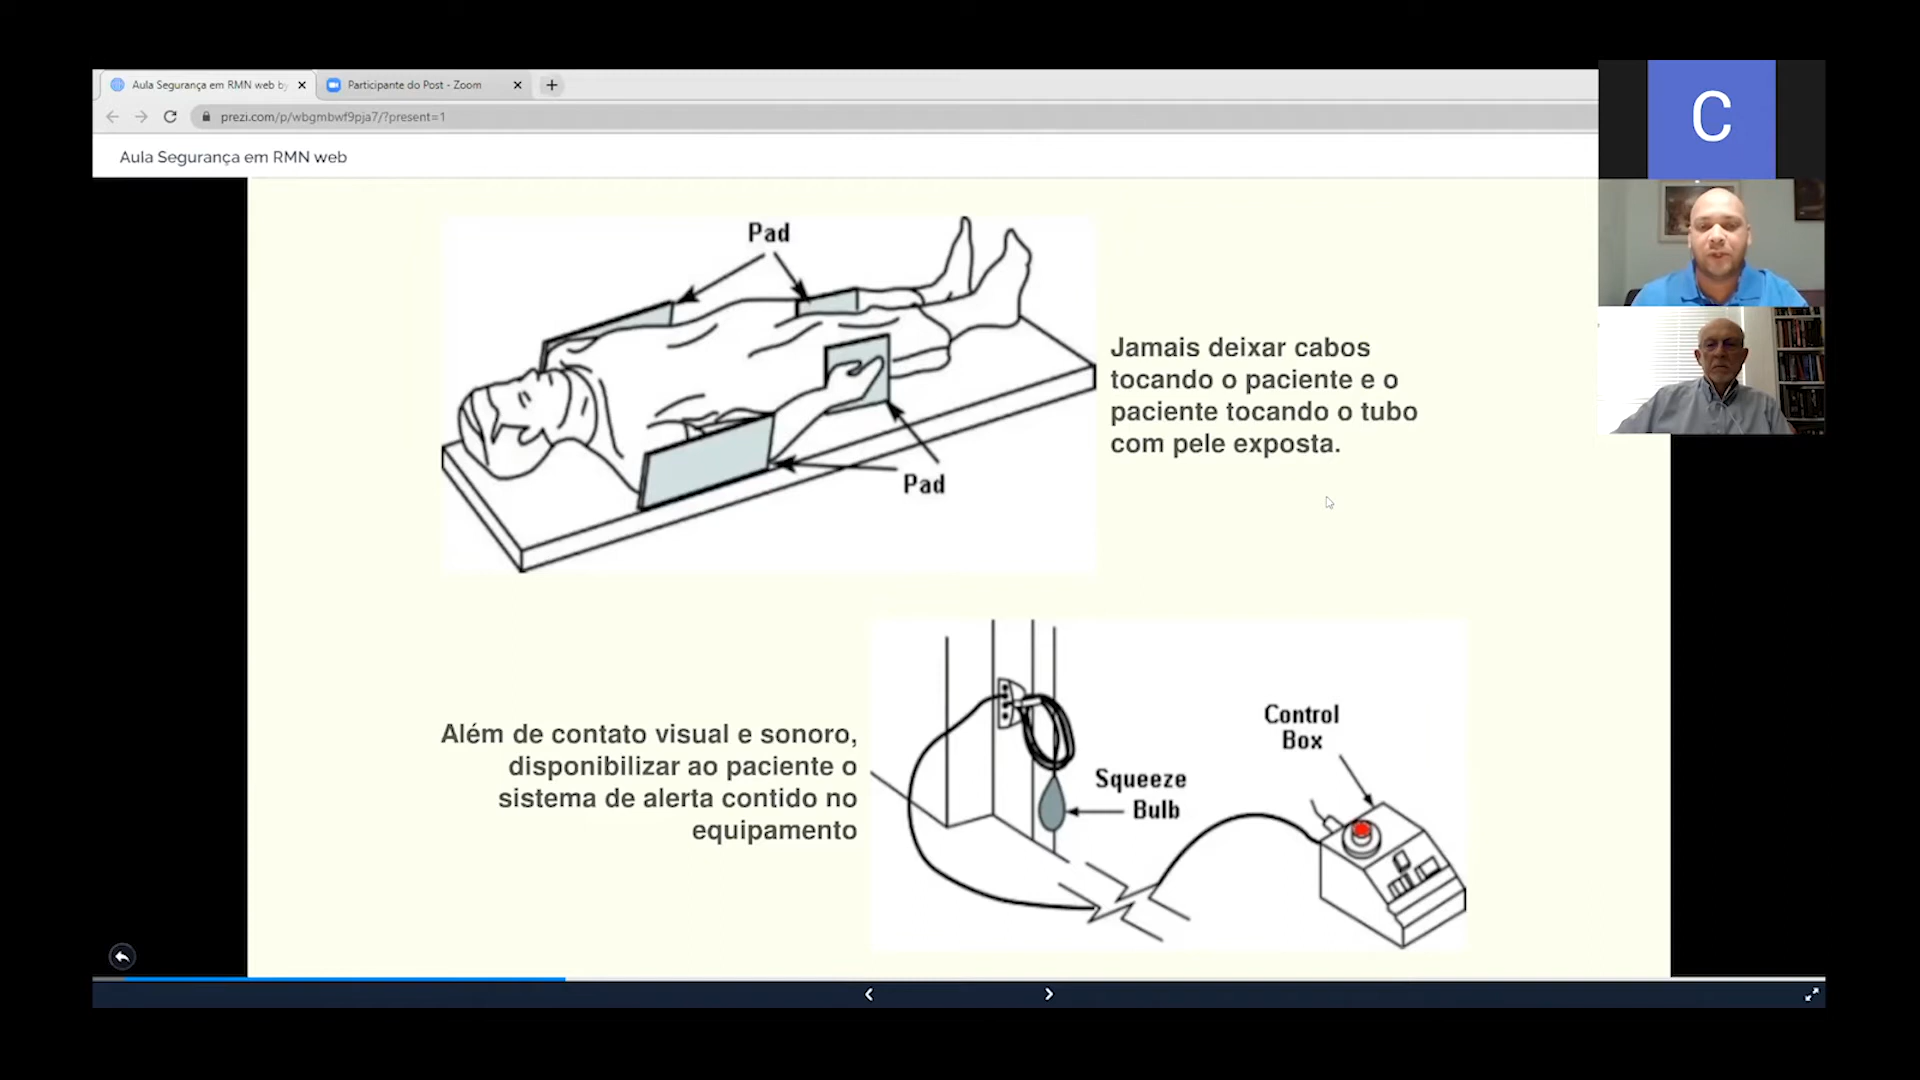 Aula Segurança em RMN web by
Participante do Post - Zoom
prezi.com/p/wbgmbwf9pja7/?present=1
Aula Segurança em RMN web
C
Pad
Jamais deixar cabos
tocando o paciente e o
paciente tocando o tubo
com pele exposta.
Pad
Além de contato visual e sonoro,
disponibilizar ao paciente o
sistema de alerta contido no
equipamento
Squeeze
Bulb
Control
Box